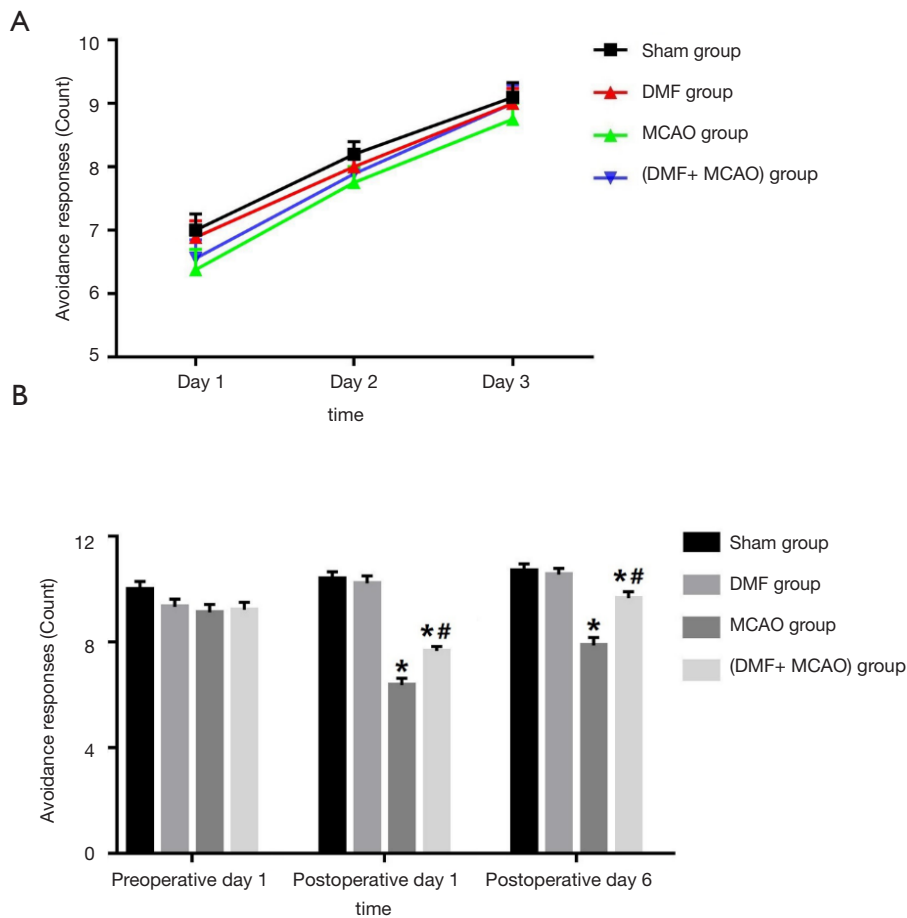 A
10
9
8
7
6
5
Avoidance responses (Count)
Day 1 Day 2 Day 3
time
Sham group
DMF group
MCAO group
(DMF+ MCAO) group
B
12
8
4
0
Avoidance responses (Count)
* *# * *#
Preoperative day 1 Postoperative day 1 Postoperative day 6
time
Sham group
DMF group
MCAO group
(DMF+ MCAO) group